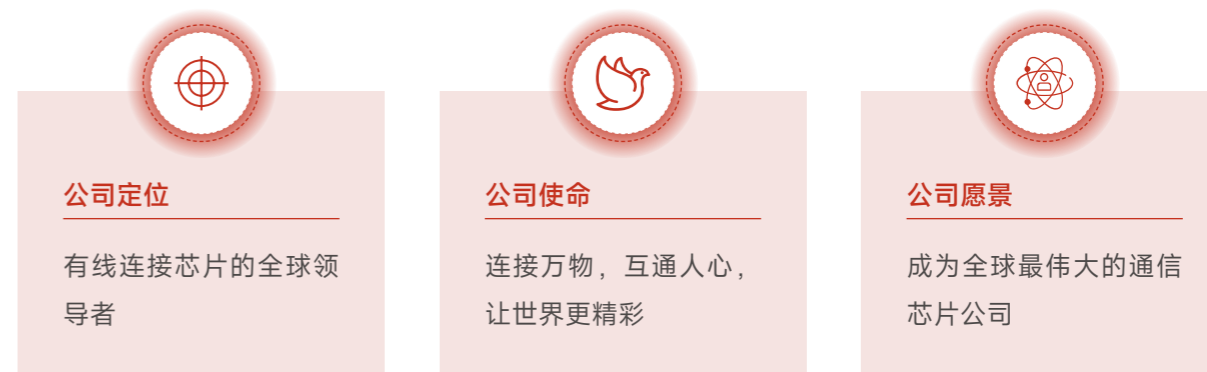 公司定位
有线连接芯片的全球领
导者
公司使命
连接万物，互通人心，
让世界更精彩
公司愿景
成为全球最伟大的通信
芯片公司